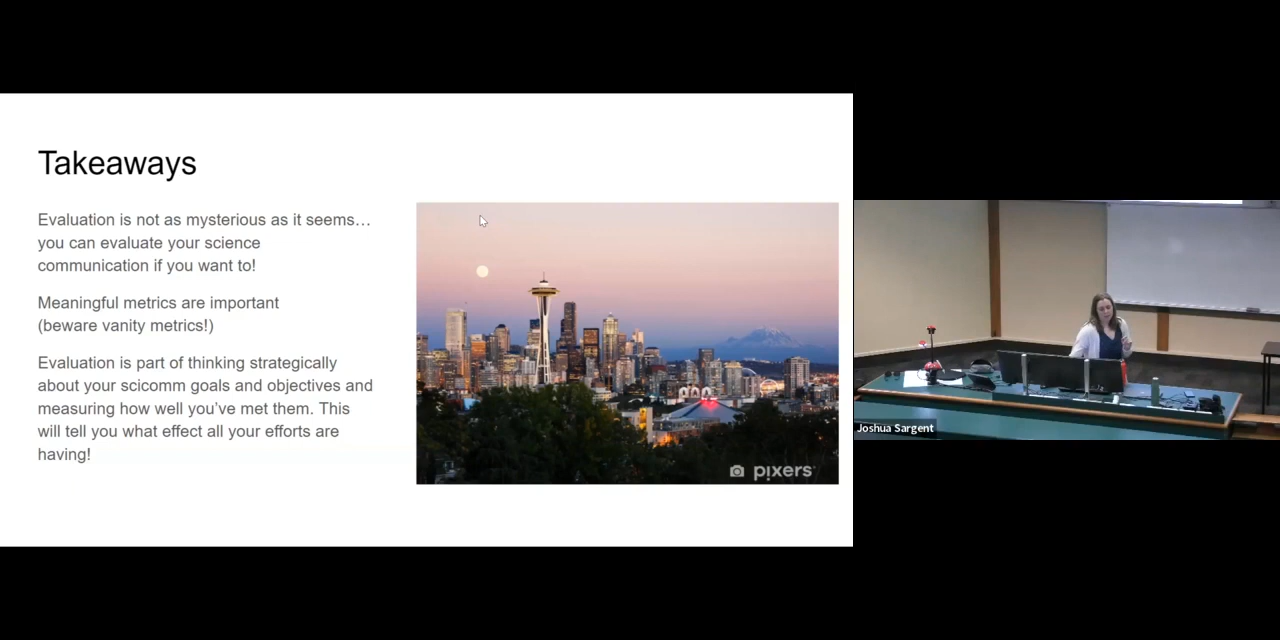 Takeaways
Evaluation is not as mysterious as it seems…
you can evaluate your science
communication if you want to!
Meaningful metrics are important
(beware vanity metrics!)
Evaluation is part of thinking strategically
about your scicomm goals and objectives and
measuring how well you’ve met them. This
will tell you what effect all your efforts are
having!
pixers
Joshua Sargent